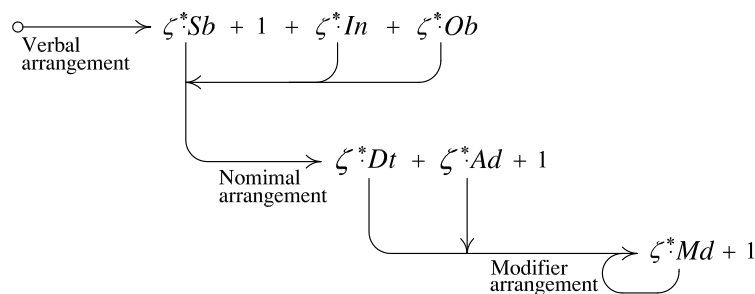 ζ*Sb + 1 + ζ*In + ζ*Ob
Verbal
arrangement
ζ*Dt + ζ*Ad + 1
Nomimal
arrangement
ζ*Md + 1
Modifier
arrangement